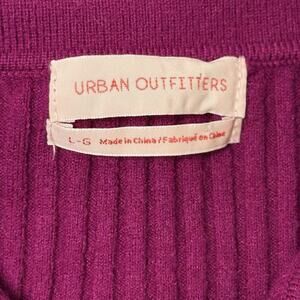 URBAN OUTFITTERS
L-G Made in China / Fabriqué en Chine